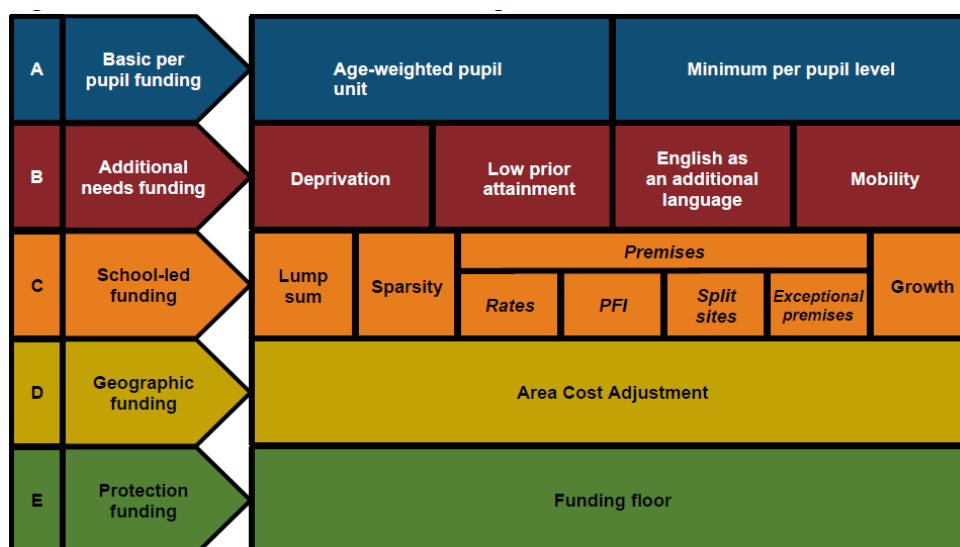 A
Basic per
pupil funding
Age-weighted pupil
unit
Minimum per pupil level
B
Additional
needs funding
Deprivation
Low prior
attainment
English as
an additional
language
Mobility
C
School-led
funding
Lump
sum
Sparsity
Premises
Rates
PFI
Split
sites
Exceptional
premises
Growth
D
Geographic
funding
Area Cost Adjustment
E
Protection
funding
Funding floor